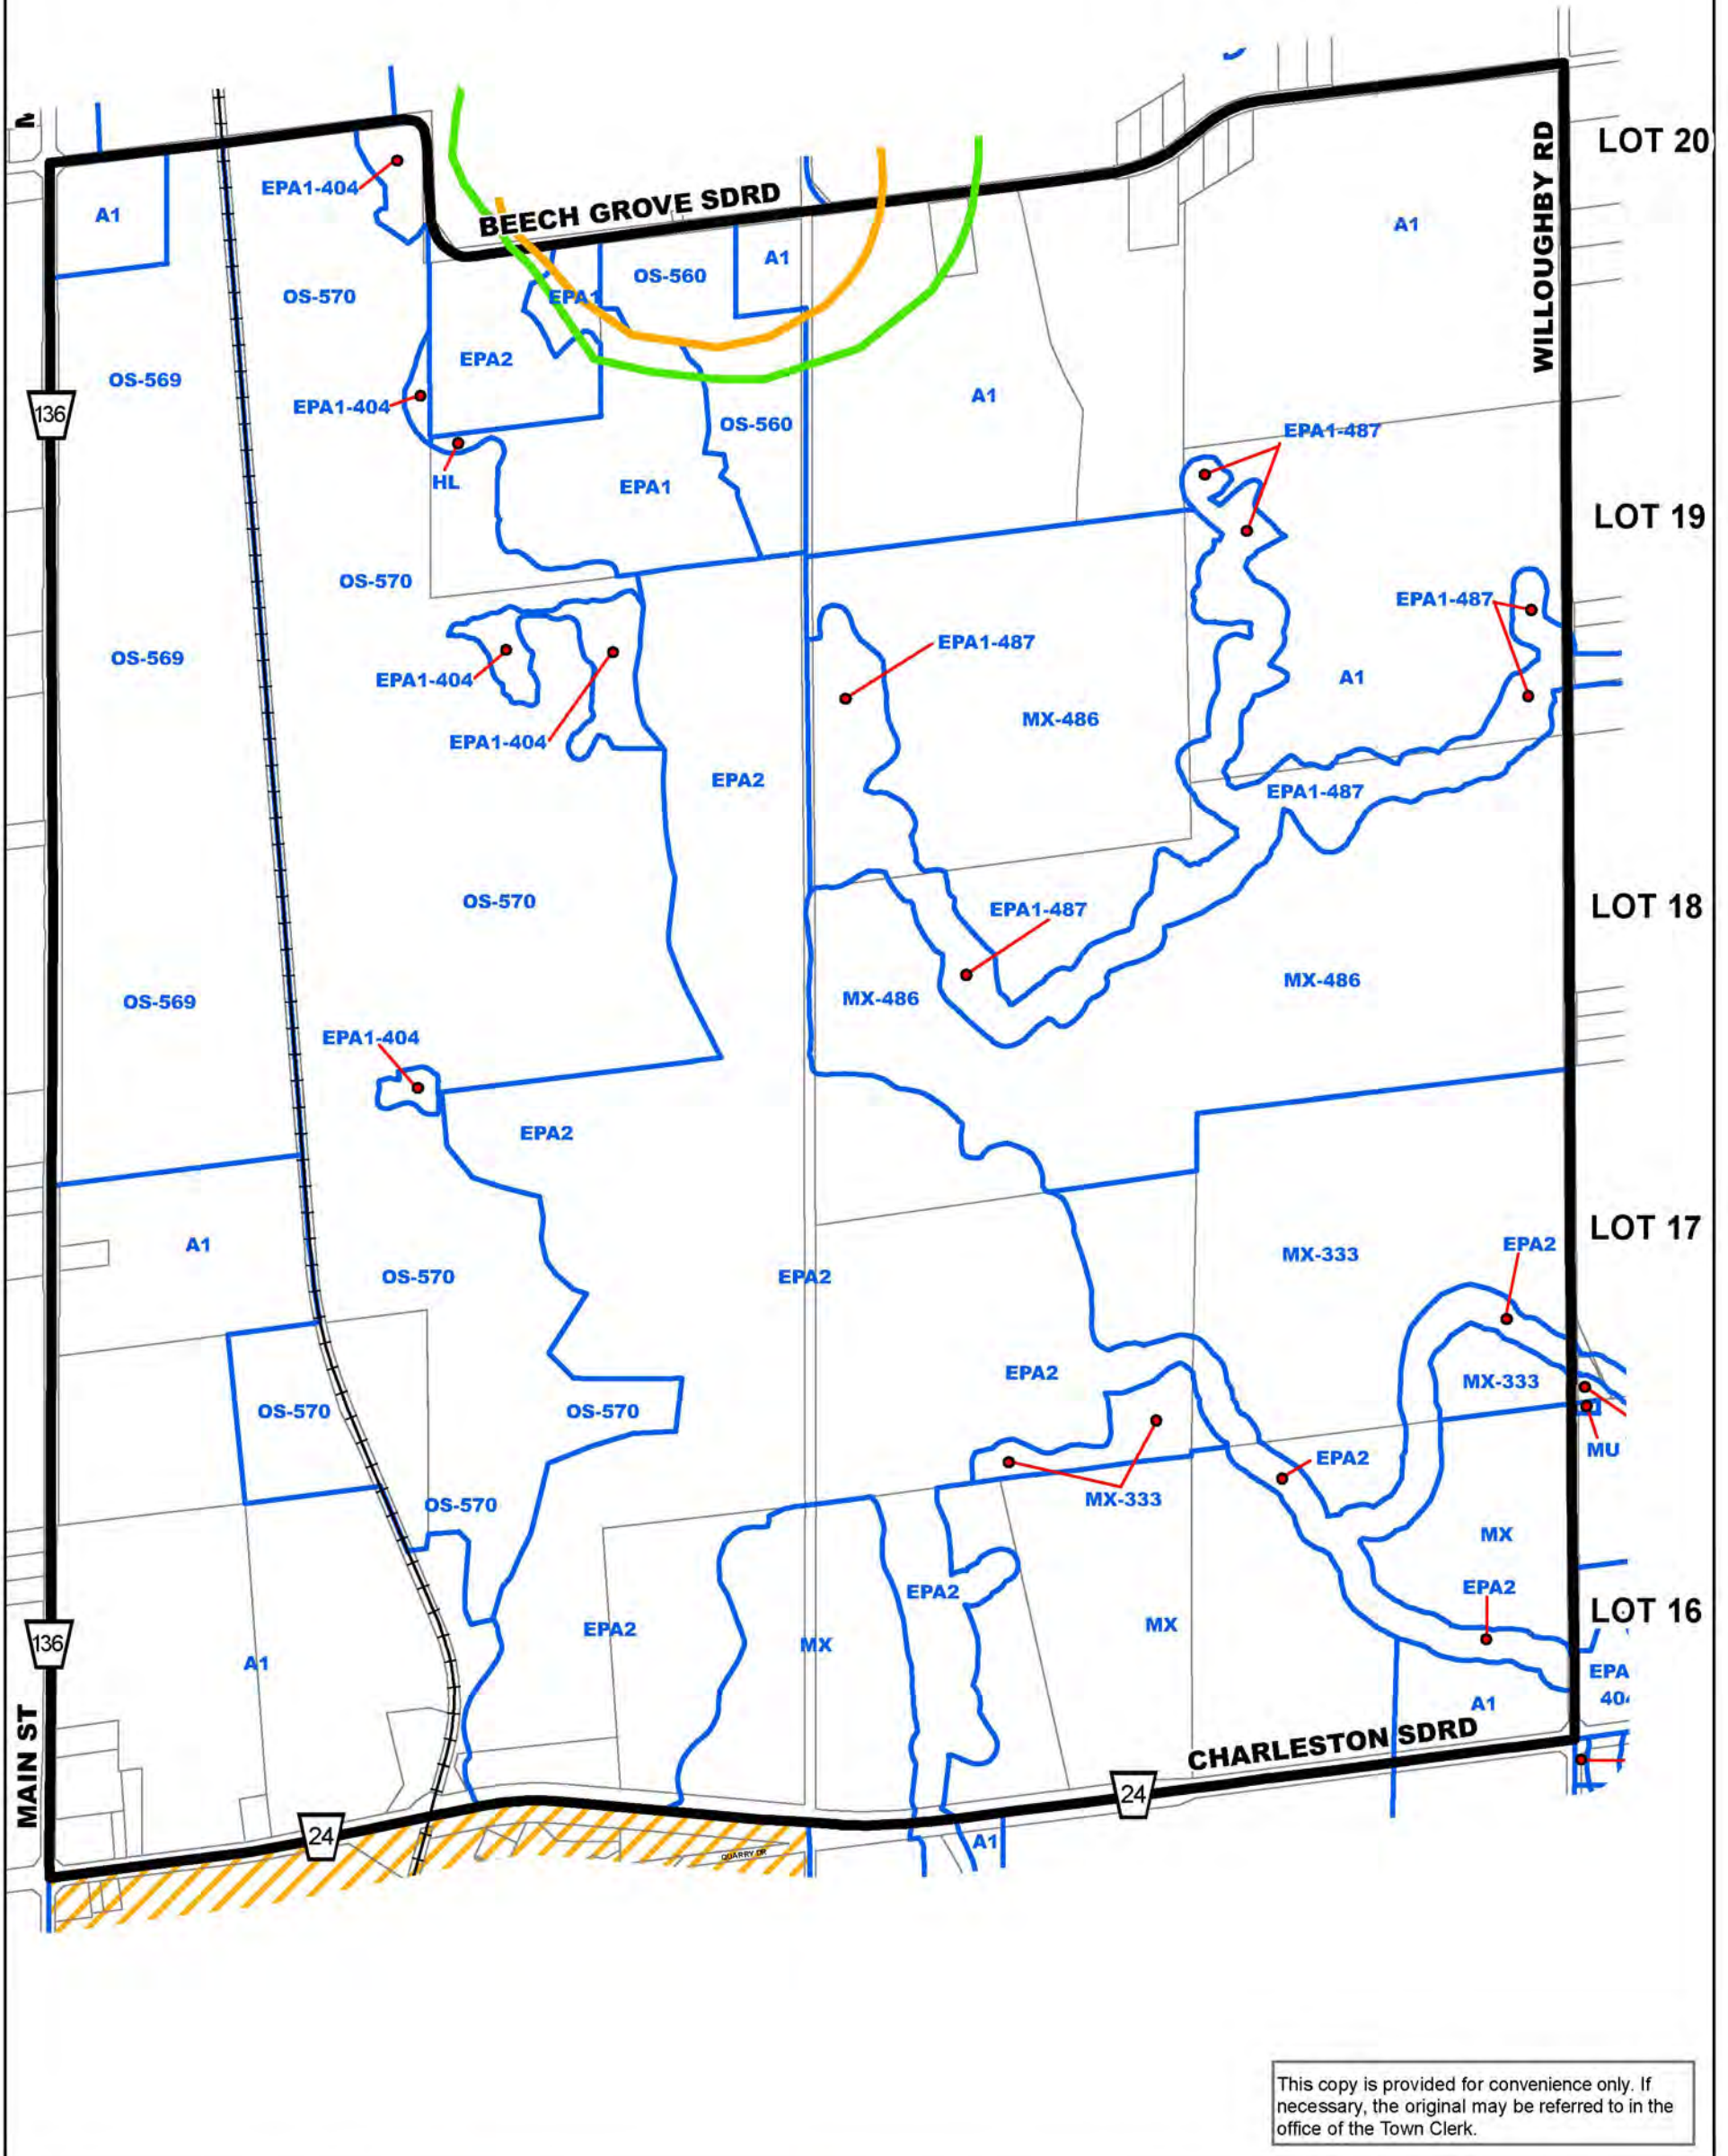 LOT 20
WILLOUGHBY RD
BEECH GROVE SDRD
EPA1-404
A1
A1
A1
OS-560
OS-570
EPA1
EPA2
OS-569
A1
EPA1-404
136
OS-560
EPA1-487
HL
EPA1
LOT 19
OS-570
EPA1-487
EPA1-487
OS-569
EPA1-404
A1
MX-486
EPA1-404
EPA2
EPA1-487
OS-570
EPA1-487
LOT 18
MX-486
MX-486
OS-569
EPA1-404
EPA2
LOT 17
A1
EPA2
MX-333
OS-570
EPA2
EPA2
MX-333
OS-570
OS-570
MU
EPA2
MX-333
OS-570
MX
EPA2
EPA2
LOT 16
EPA2
MX
136
MX
A1
EPA
A1
MAIN ST
CHARLESTON SDRD
24
24
A1
QUARRY DR
This copy is provided for convenience only. If
necessary, the original may be referred to in the
office of the Town Clerk.